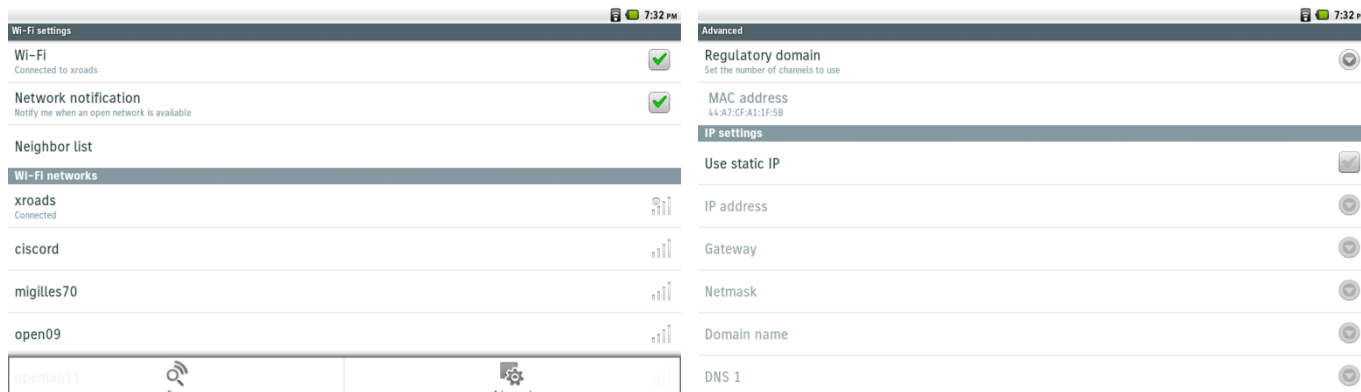 7:32 PM
Wi-Fi settings
Wi-Fi
Connected to xroads
Network notification
Notify me when an open network is available
Neighbor list
Wi-Fi networks
xroads
Connected
ciscord
migilles70
open09
openlan11
7:32 P
Advanced
Regulatory domain
Set the number of channels to use
MAC address
44:A7:CF:A1:1F:5B
IP settings
Use static IP
IP address
Gateway
Netmask
Domain name
DNS 1